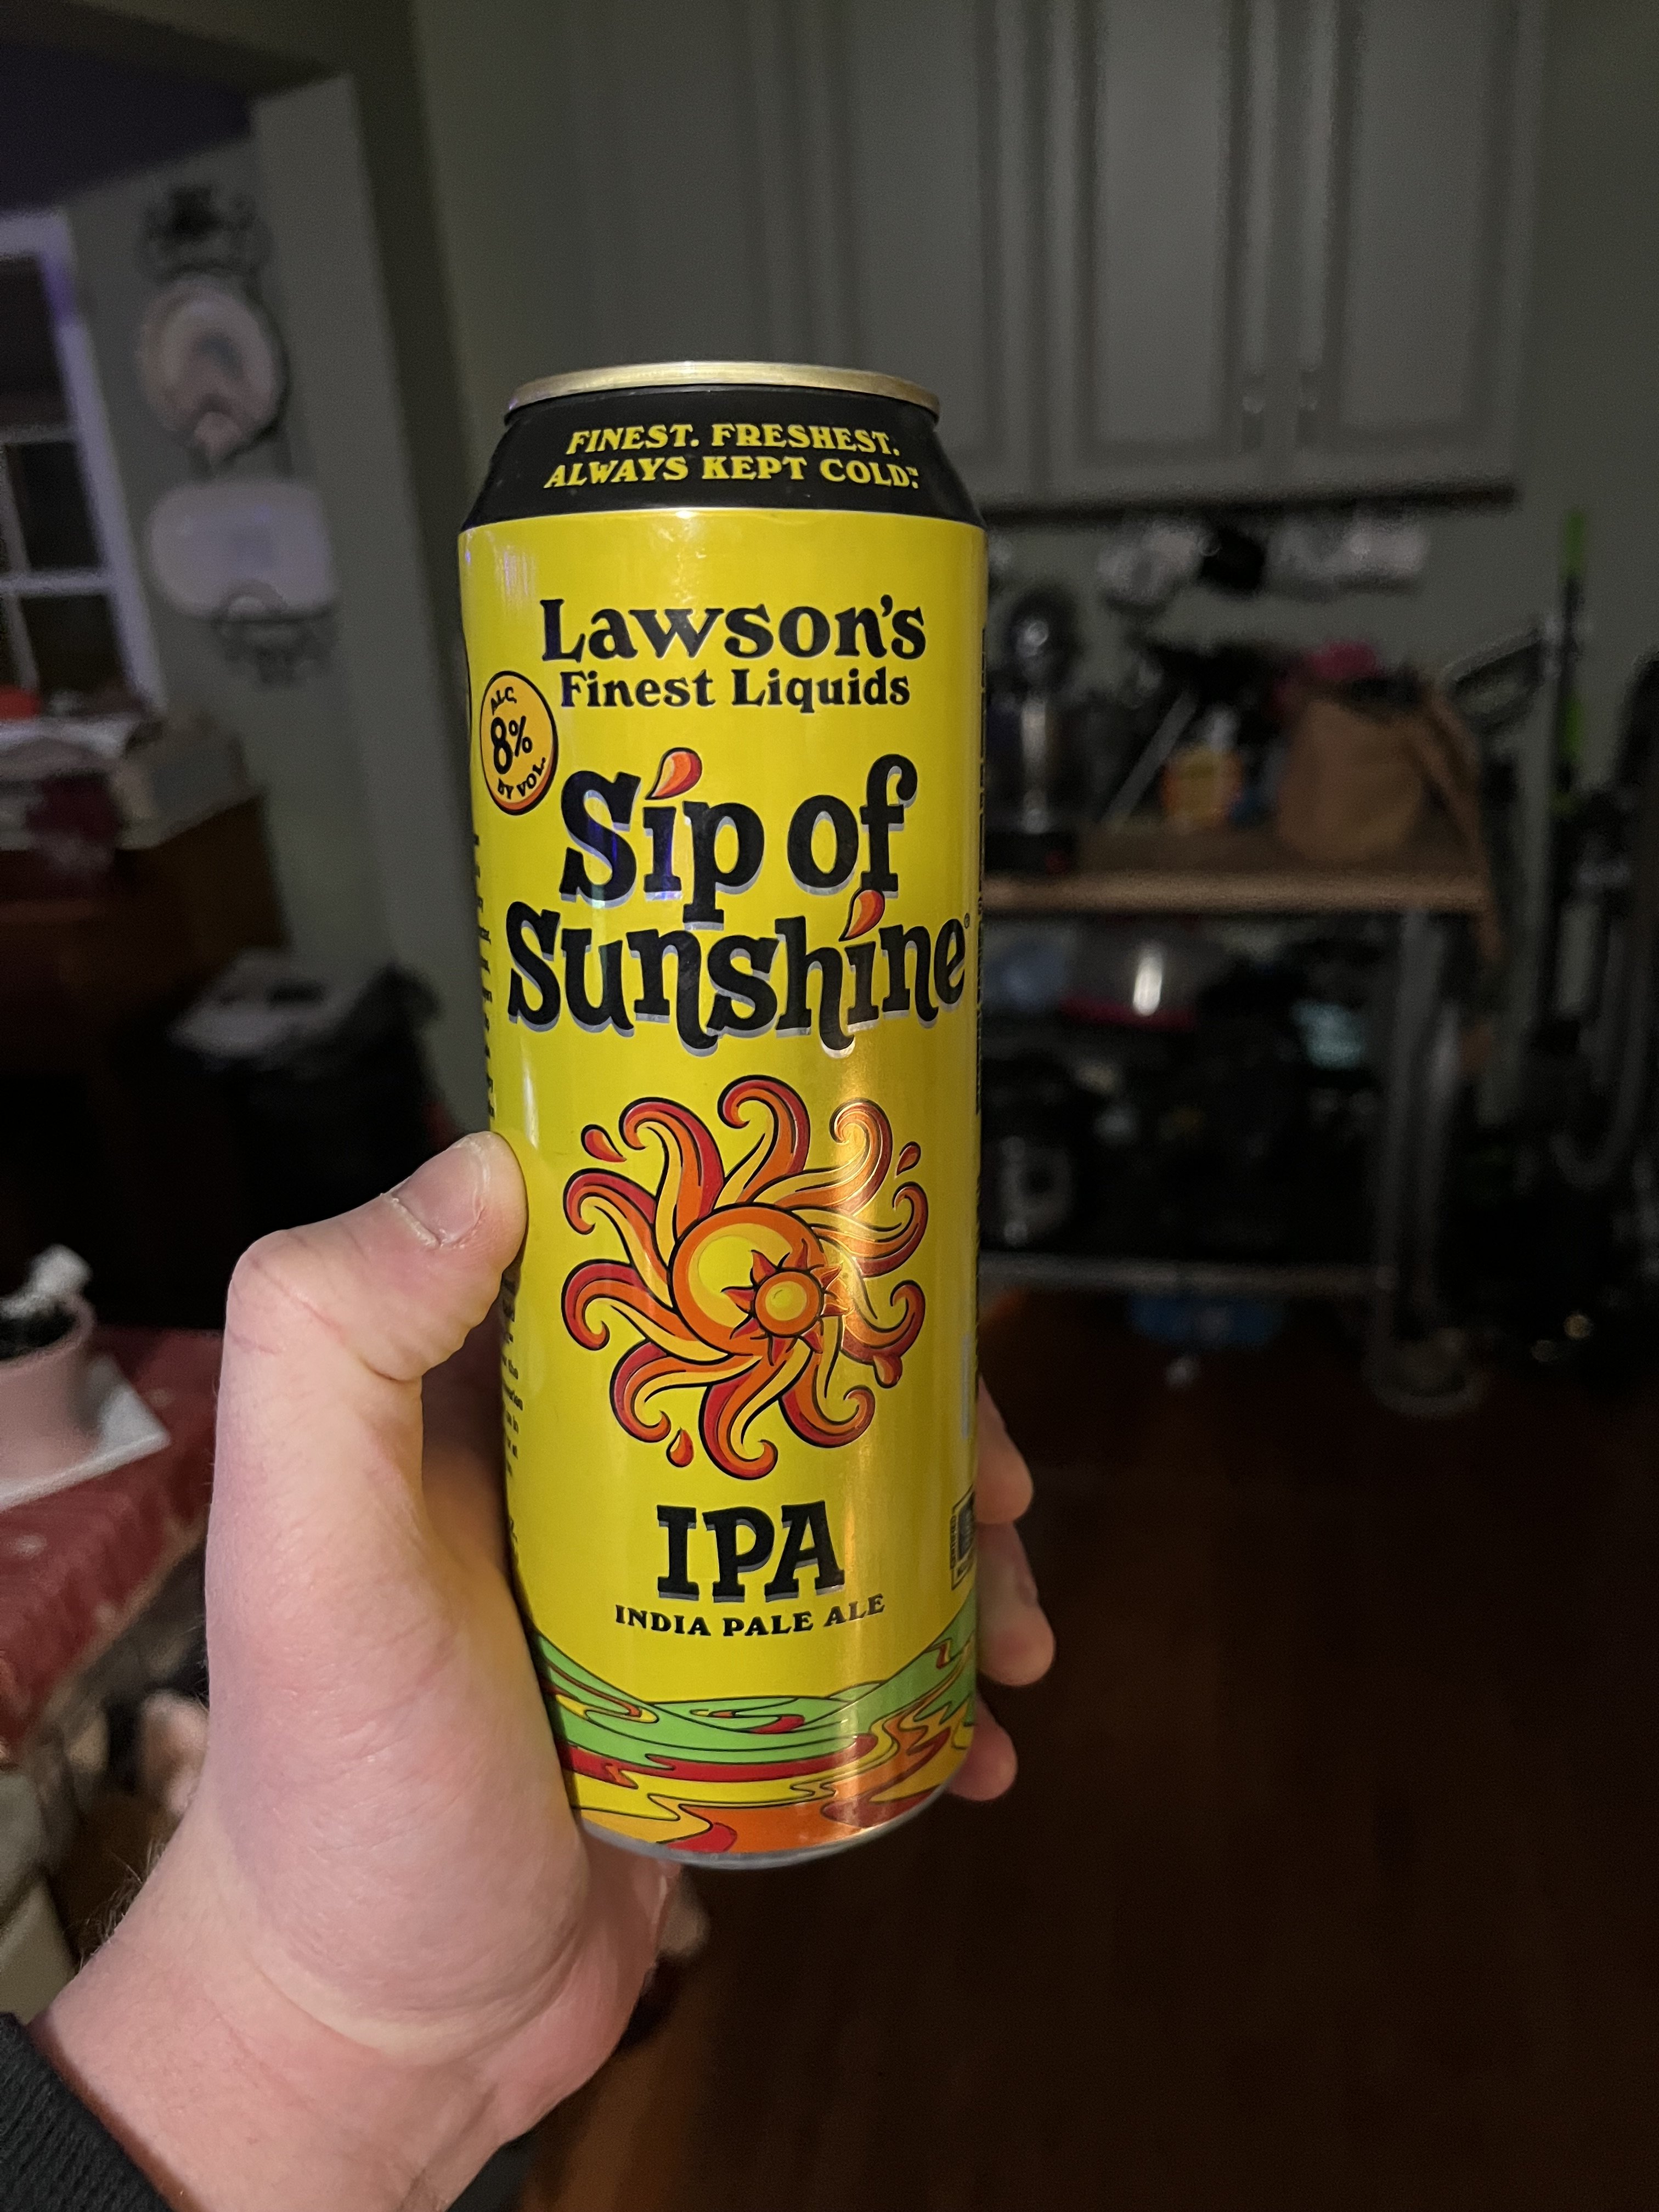 FINEST. FRESHEST.
ALWAYS KEPT COLD.™
Lawson's
Finest Liquids
ALC.
8%
BY VOL.
Sip of
Sunshine®
IPA
INDIA PALE ALE